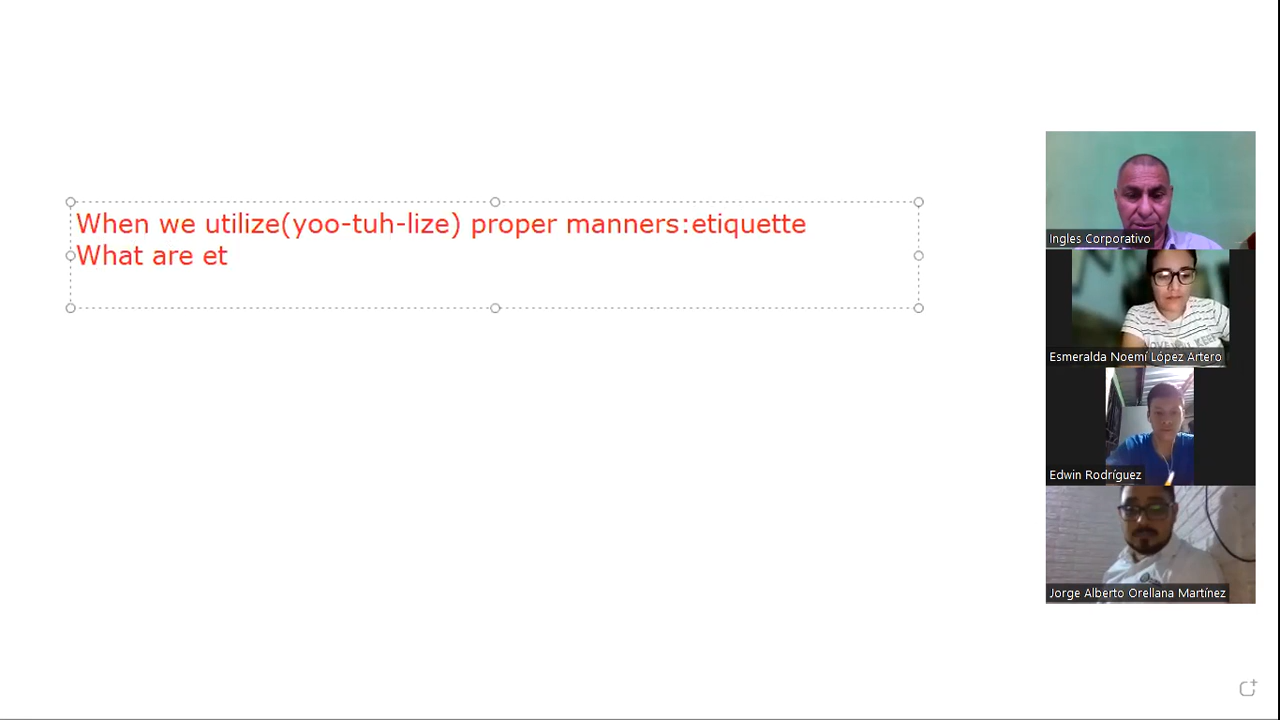 When we utilize(yoo-tuh-lize) proper manners:etiquette
What are et
Ingles Corporativo
Esmeralda Noemí López Artero
Edwin Rodríguez
Jorge Alberto Orellana Martínez